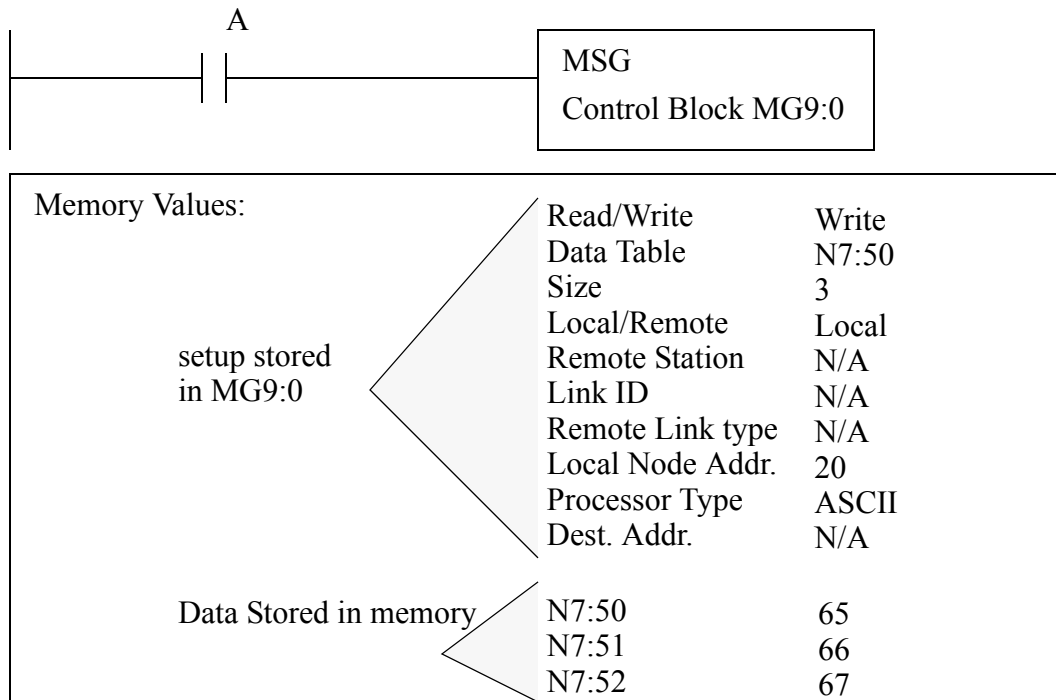 A
MSG
Control Block MG9:0
Memory Values:
setup stored
in MG9:0
Read/Write Write
Data Table N7:50
Size 3
Local/Remote Local
Remote Station N/A
Link ID N/A
Remote Link type N/A
Local Node Addr. 20
Processor Type ASCII
Dest. Addr. N/A
Data Stored in memory
N7:50 65
N7:51 66
N7:52 67